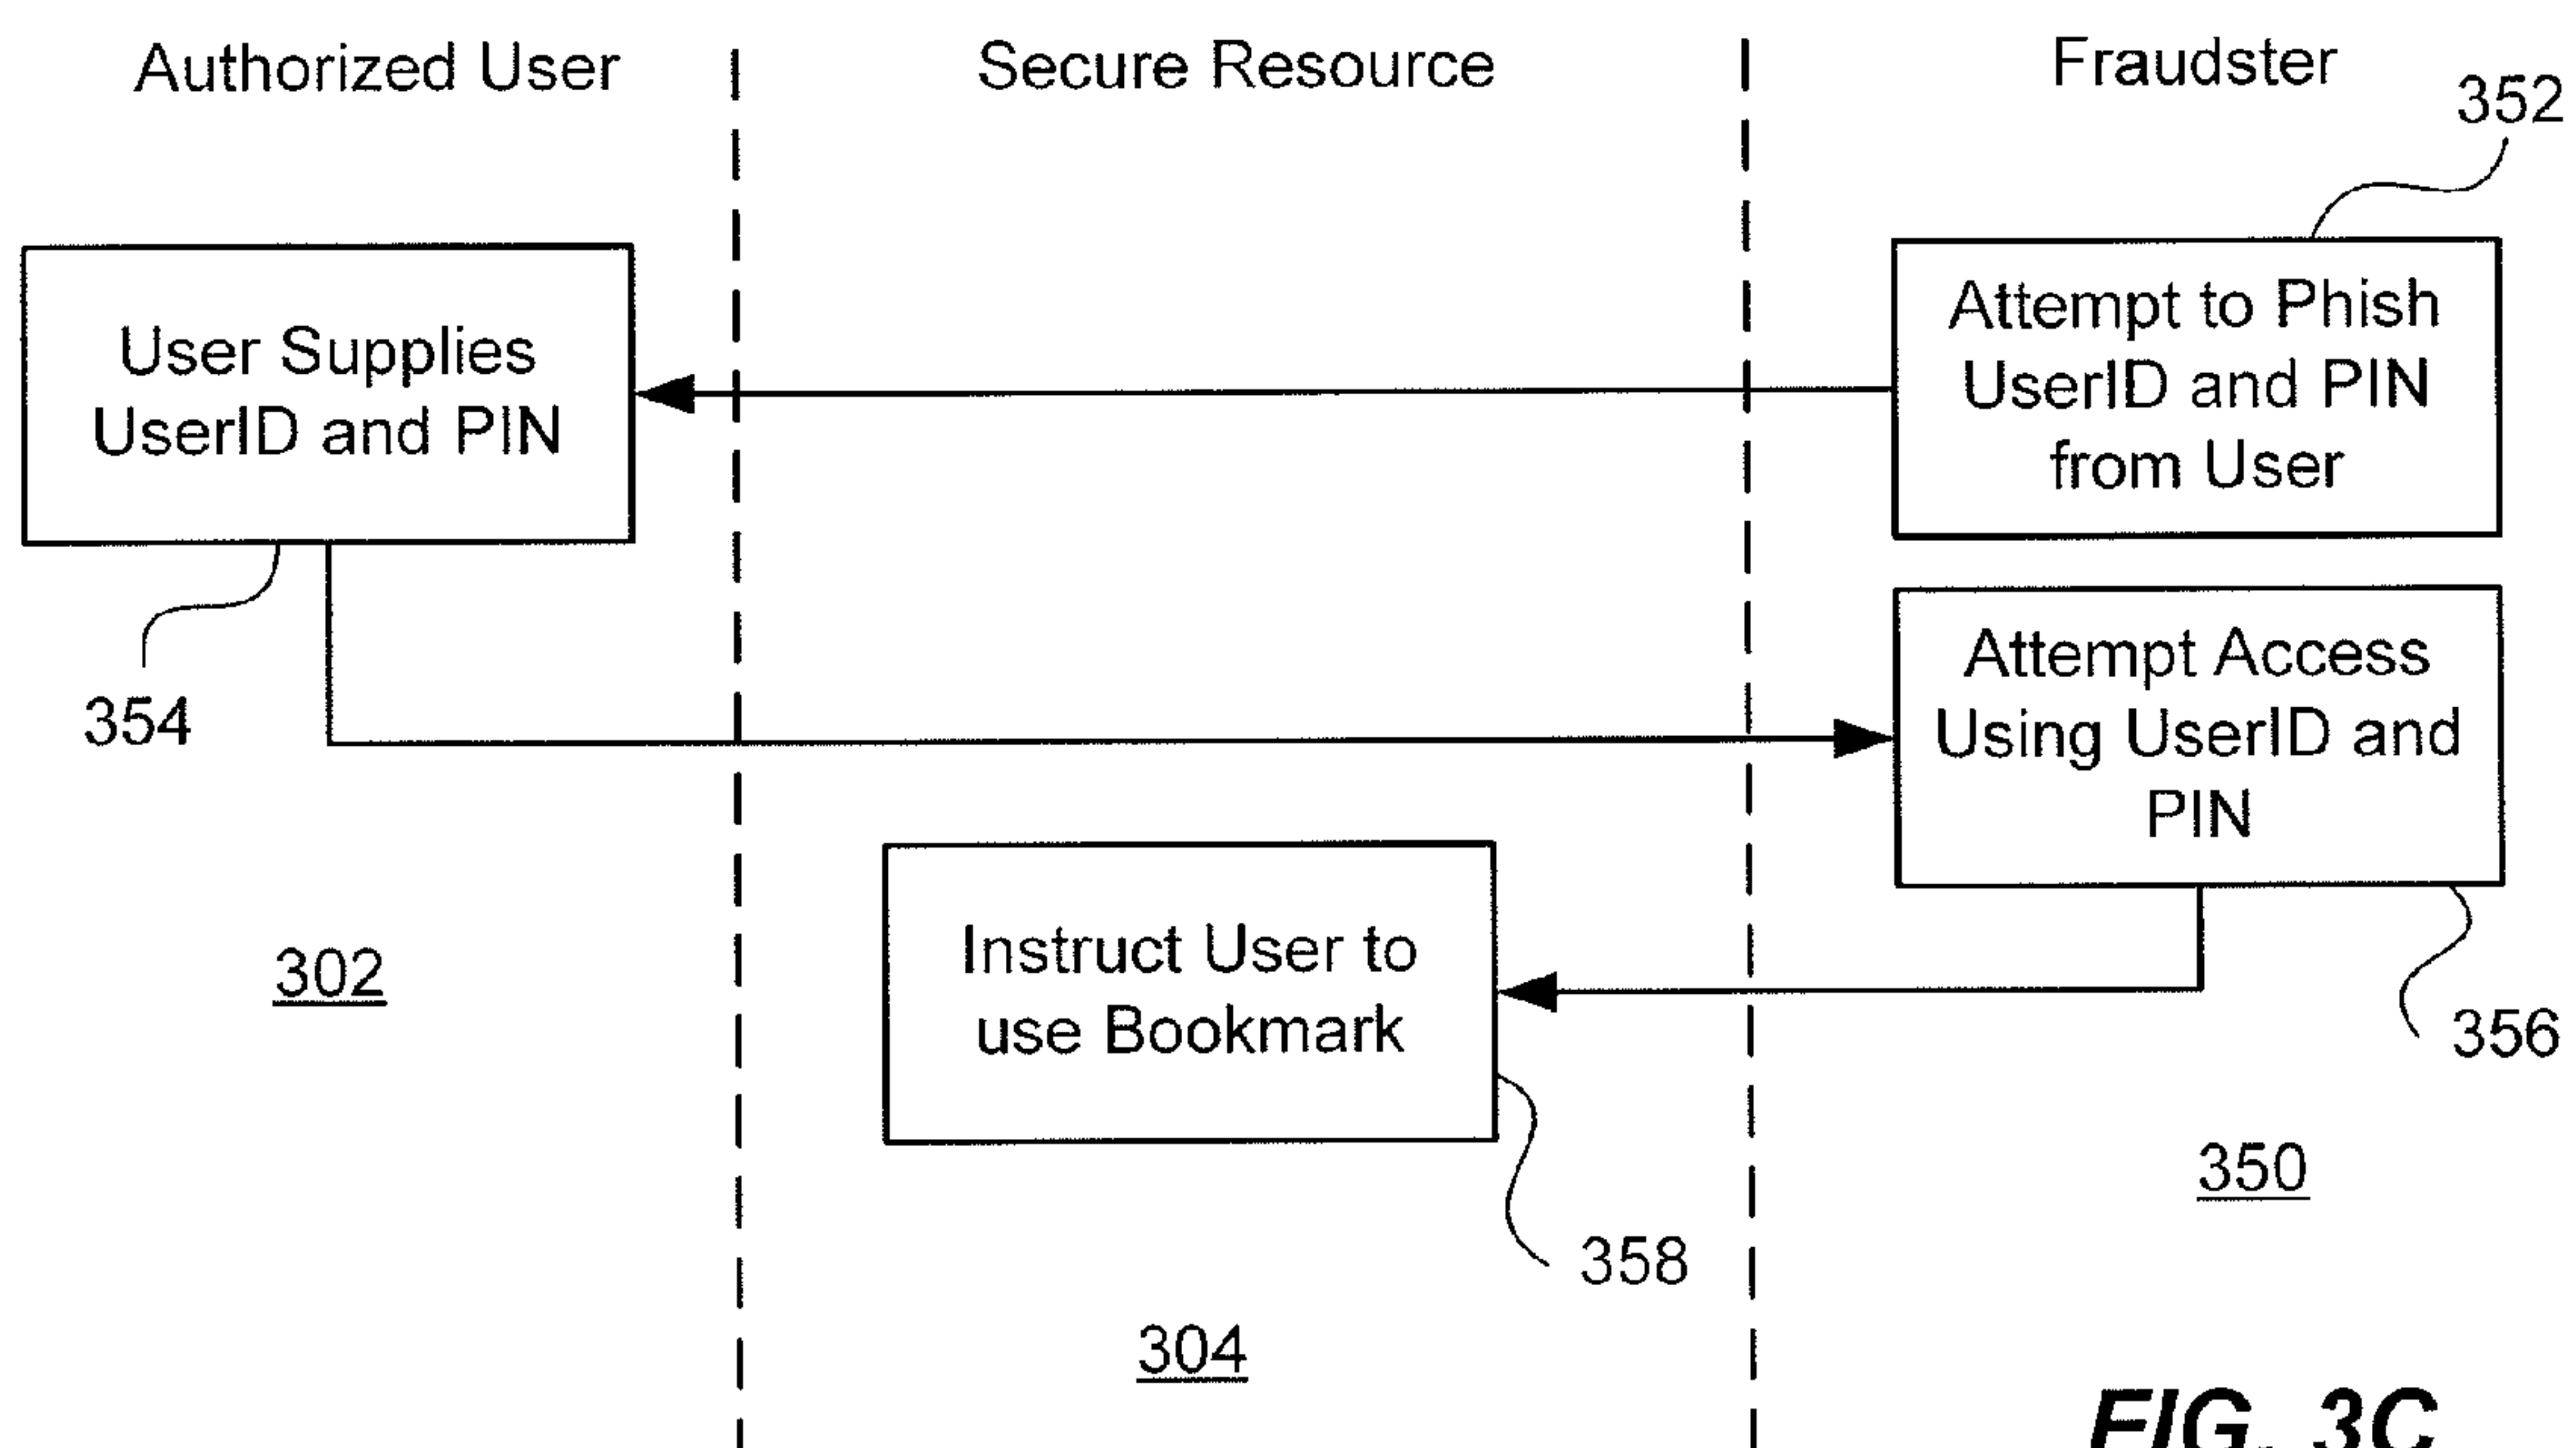 Authorized User
Secure Resource
Fraudster
352
User Supplies
UserID and PIN
Attempt to Phish
UserID and PIN
from User
354
Attempt Access
Using UserID and
PIN
302
Instruct User to
use Bookmark
356
350
358
304
FIG. 3C